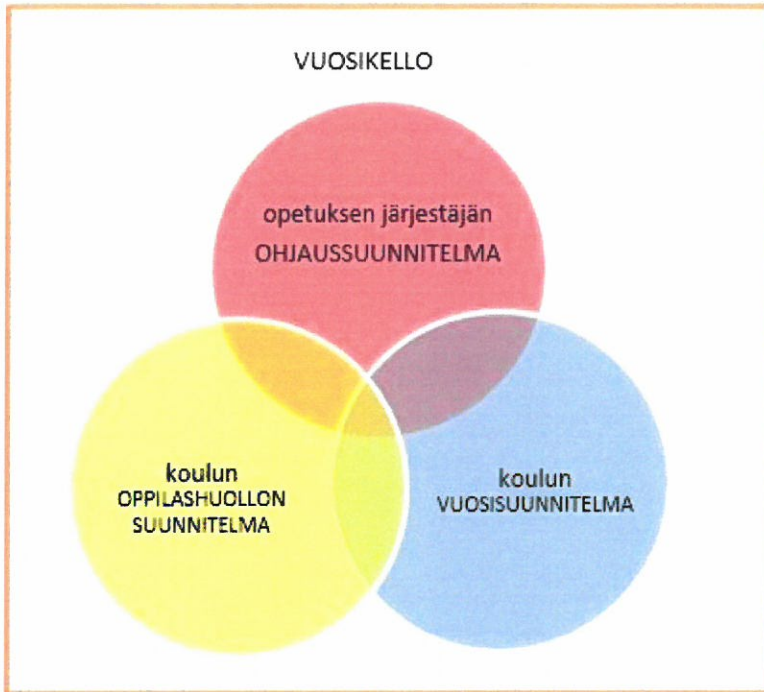 VUOSIKELLO
opetuksen järjestäjän
OHJAUSSUUNNITELMA
koulun
OPPILASHUOLLON
SUUNNITELMA
koulun
VUOSISUUNNITELMA